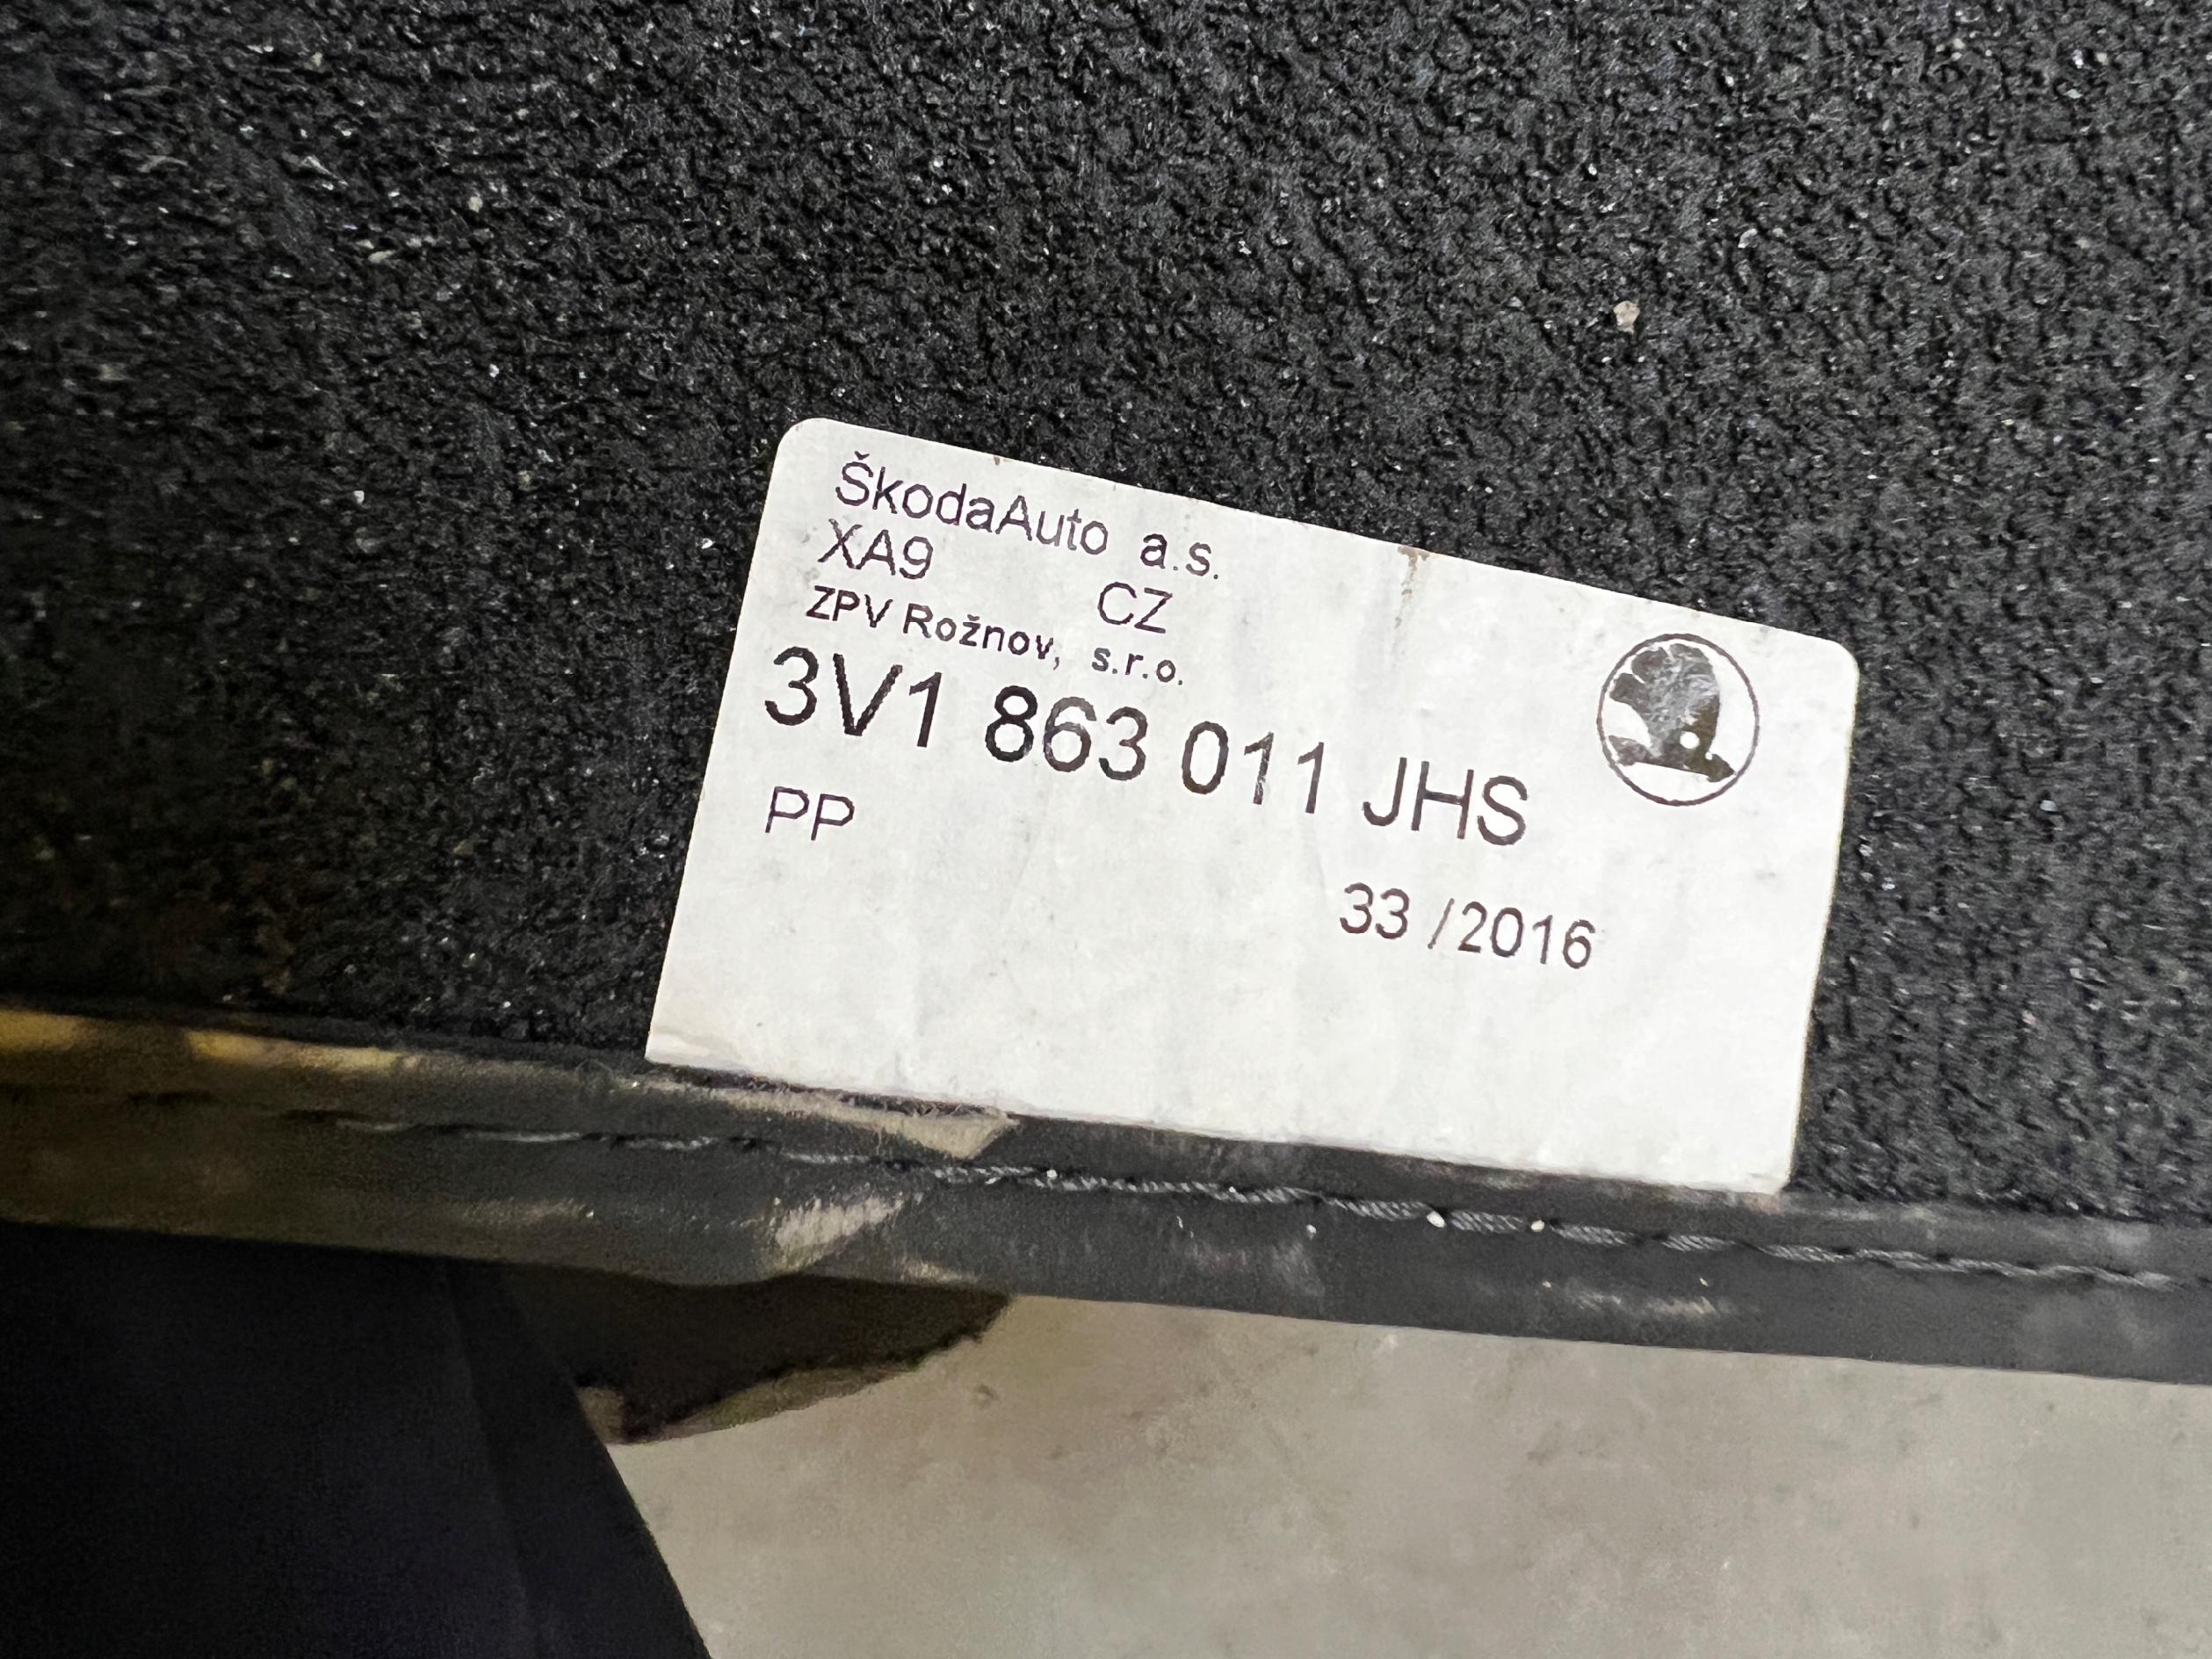 ŠkodaAuto a.s.
XA9 CZ
ZPV Rožnov, s.r.o.
3V1 863 011 JHS
PP
33 /2016